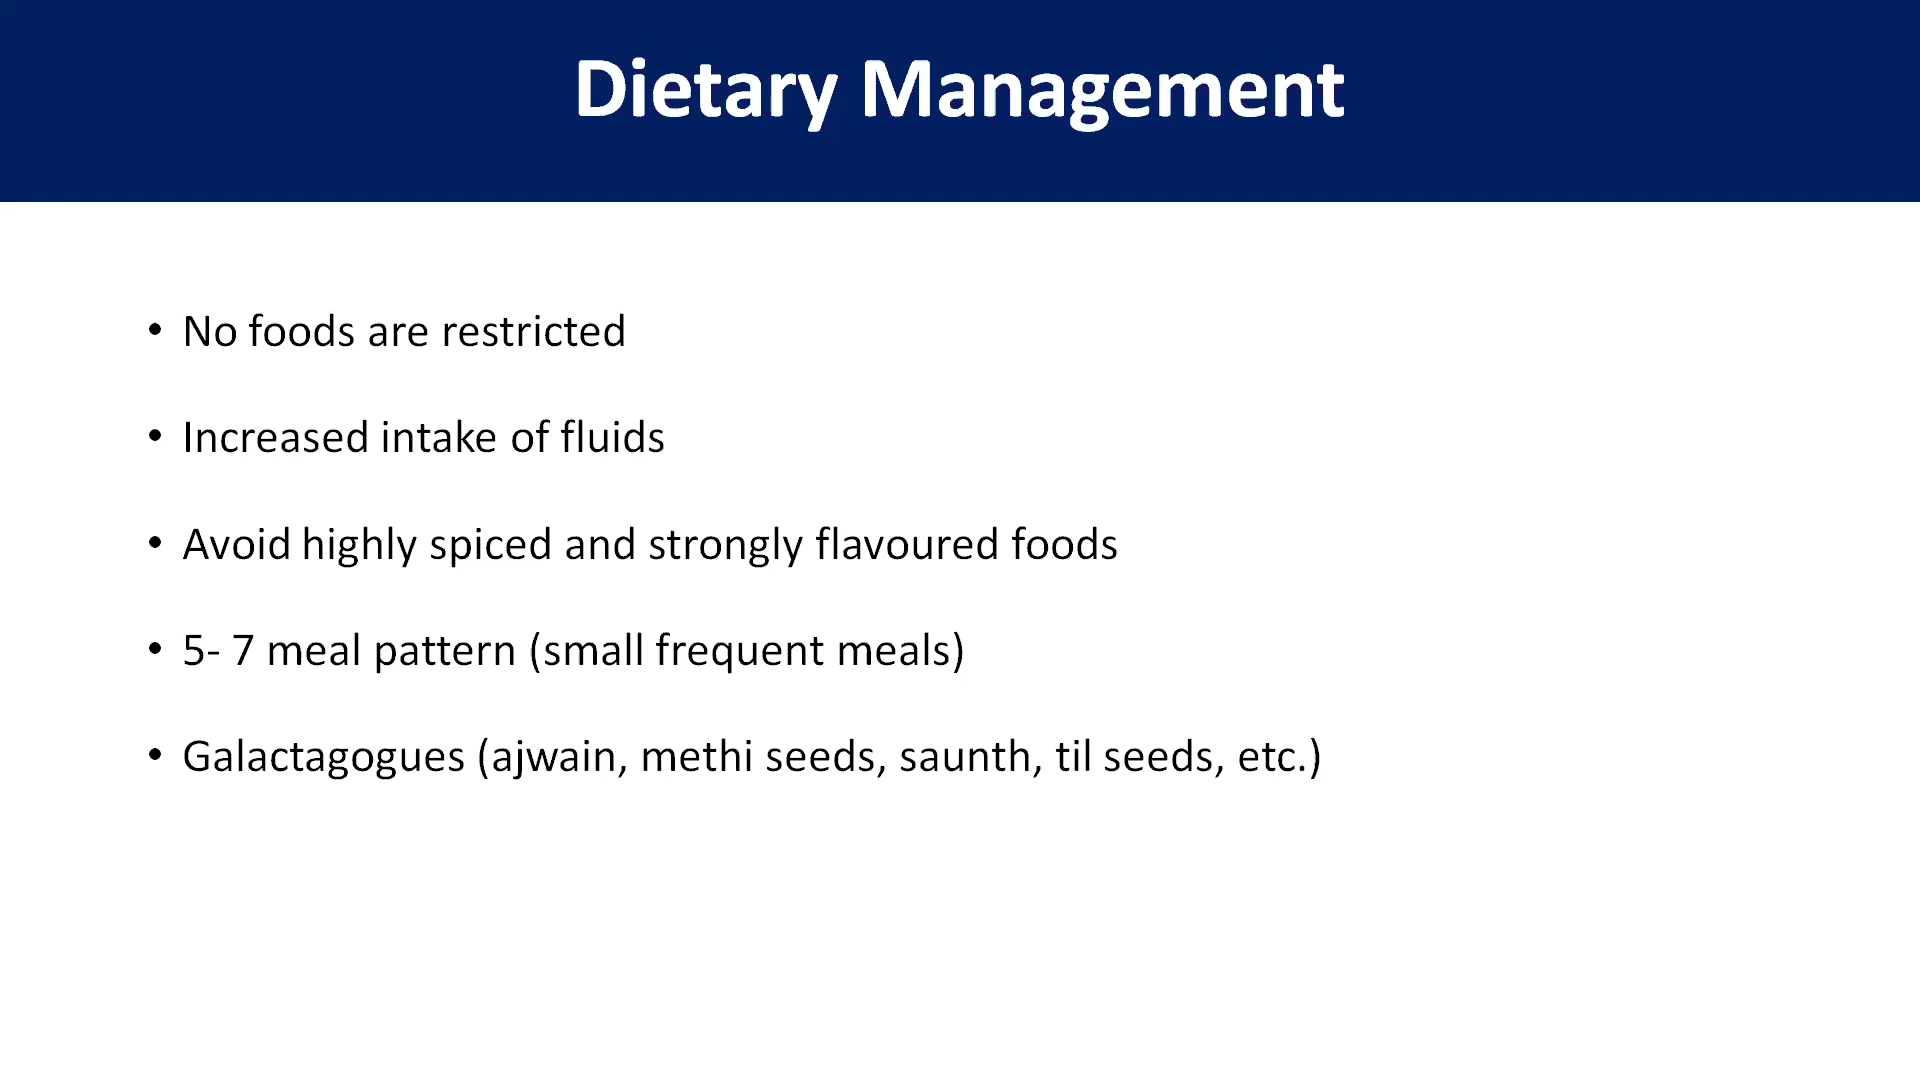 Dietary Management
• No foods are restricted
• Increased intake of fluids
• Avoid highly spiced and strongly flavoured foods
• 5- 7 meal pattern (small frequent meals)
• Galactagogues (ajwain, methi seeds, saunth, til seeds, etc.)